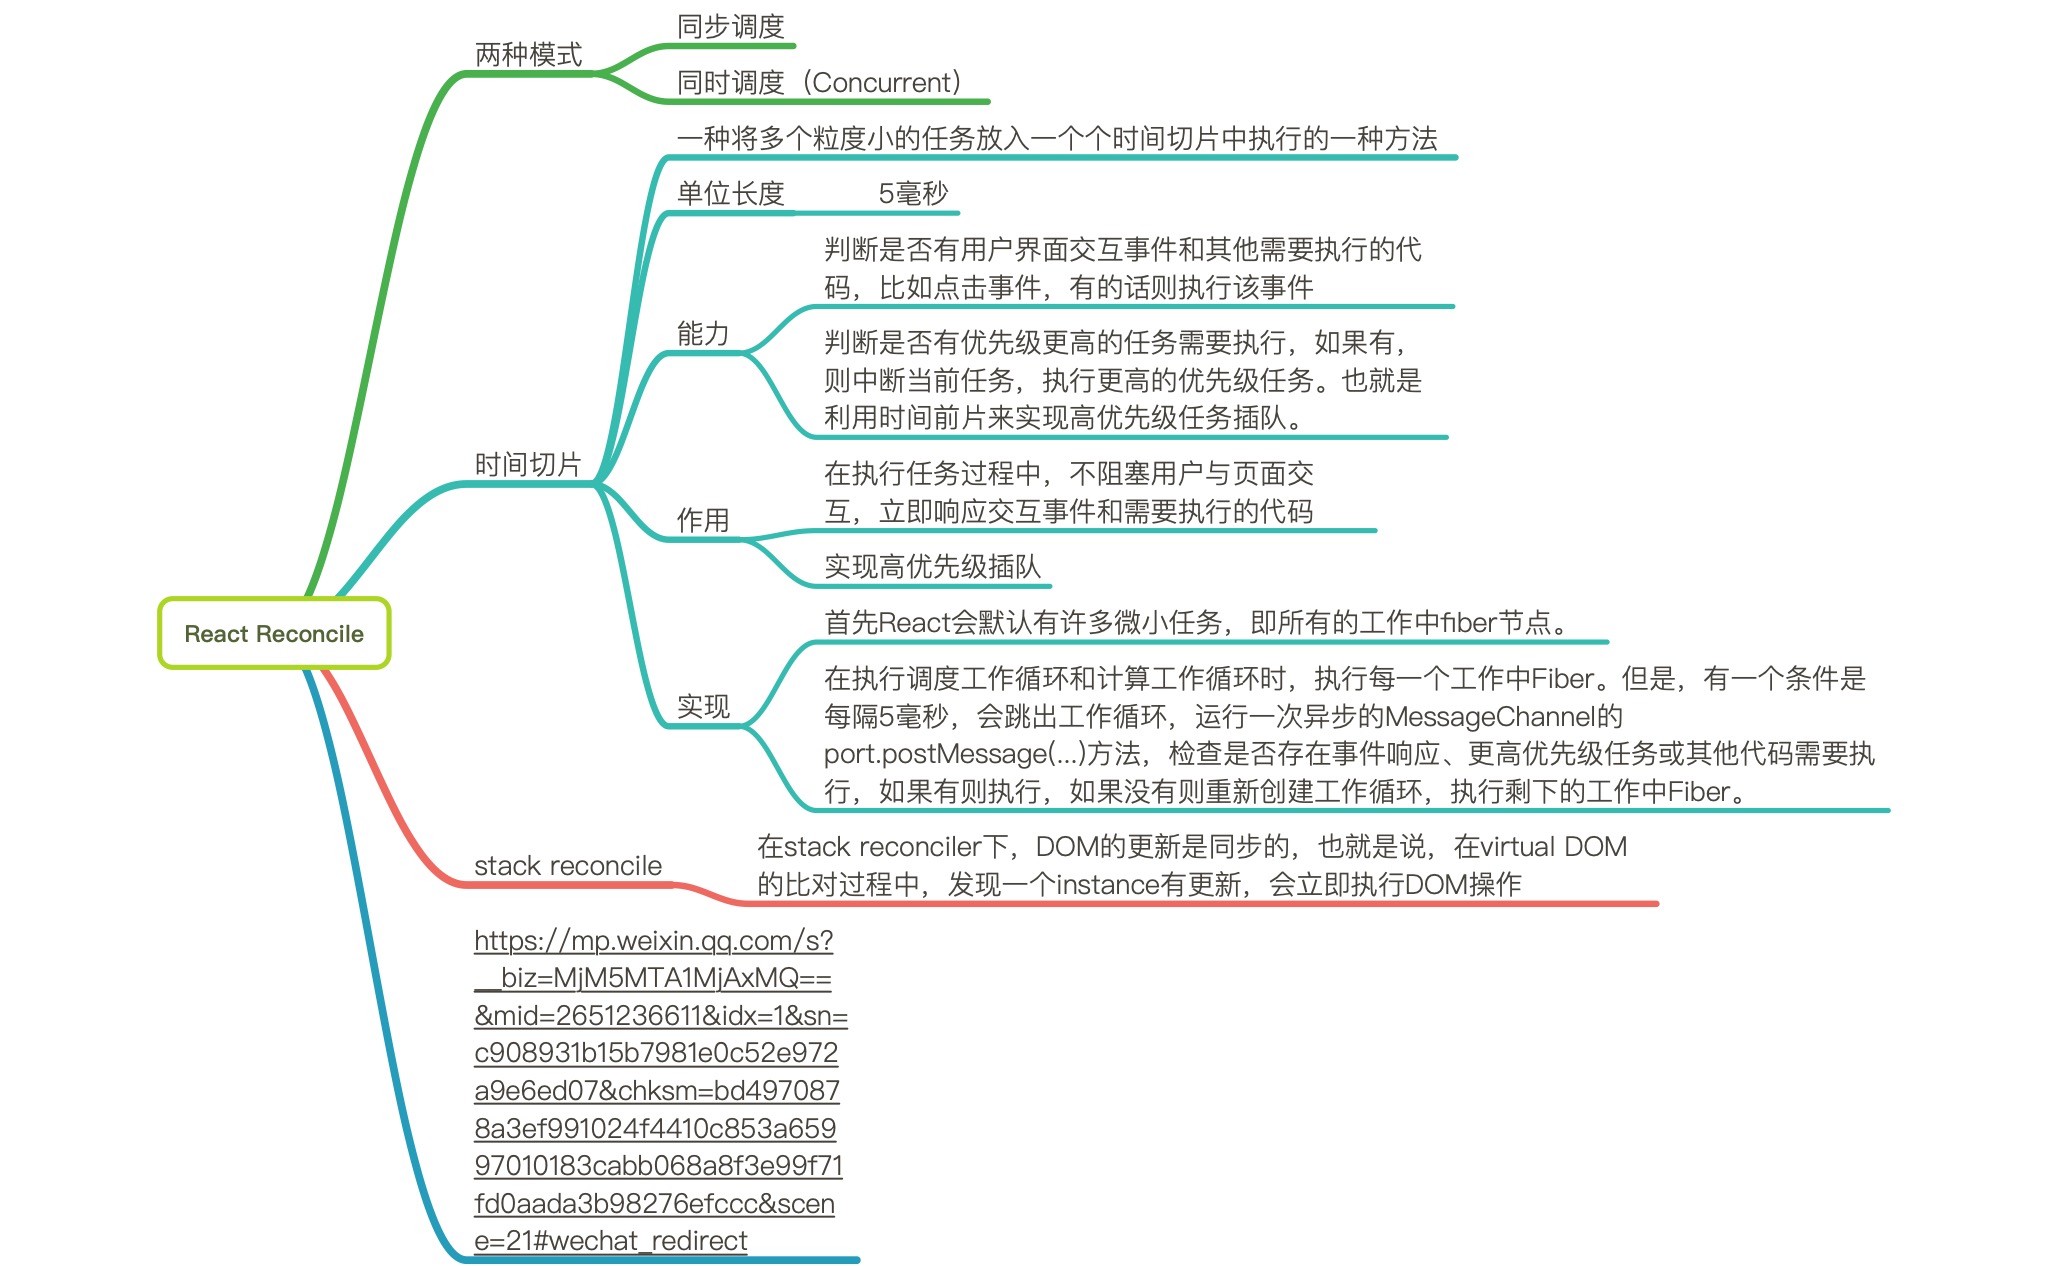 同步调度
两种模式
同时调度（Concurrent）
一种将多个粒度小的任务放入一个个时间切片中执行的一种方法
单位长度
5毫秒
判断是否有用户界面交互事件和其他需要执行的代
码，比如点击事件，有的话则执行该事件
能力
判断是否有优先级更高的任务需要执行，如果有，
则中断当前任务，执行更高的优先级任务。也就是
利用时间前片来实现高优先级任务插队。
时间切片
在执行任务过程中，不阻塞用户与页面交
互，立即响应交互事件和需要执行的代码
作用
实现高优先级插队
React Reconcile
首先React会默认有许多微小任务，即所有的工作中fiber节点。
实现
在执行调度工作循环和计算工作循环时，执行每一个工作中Fiber。但是，有一个条件是
每隔5毫秒，会跳出工作循环，运行一次异步的MessageChannel的
port.postMessage(...)方法，检查是否存在事件响应、更高优先级任务或其他代码需要执
行，如果有则执行，如果没有则重新创建工作循环，执行剩下的工作中Fiber。
stack reconcile
在stack reconciler下，DOM的更新是同步的，也就是说，在virtual DOM
的比对过程中，发现一个instance有更新，会立即执行DOM操作
https://mp.weixin.qq.com/s?
__biz=MjM5MTA1MjAxMQ==
&mid=2651236611&idx=1&sn=
c908931b15b7981e0c52e972
a9e6ed07&chksm=bd497087
8a3ef991024f4410c853a659
97010183cabb068a8f3e99f71
fd0aada3b98276efccc&scen
e=21#wechat_redirect